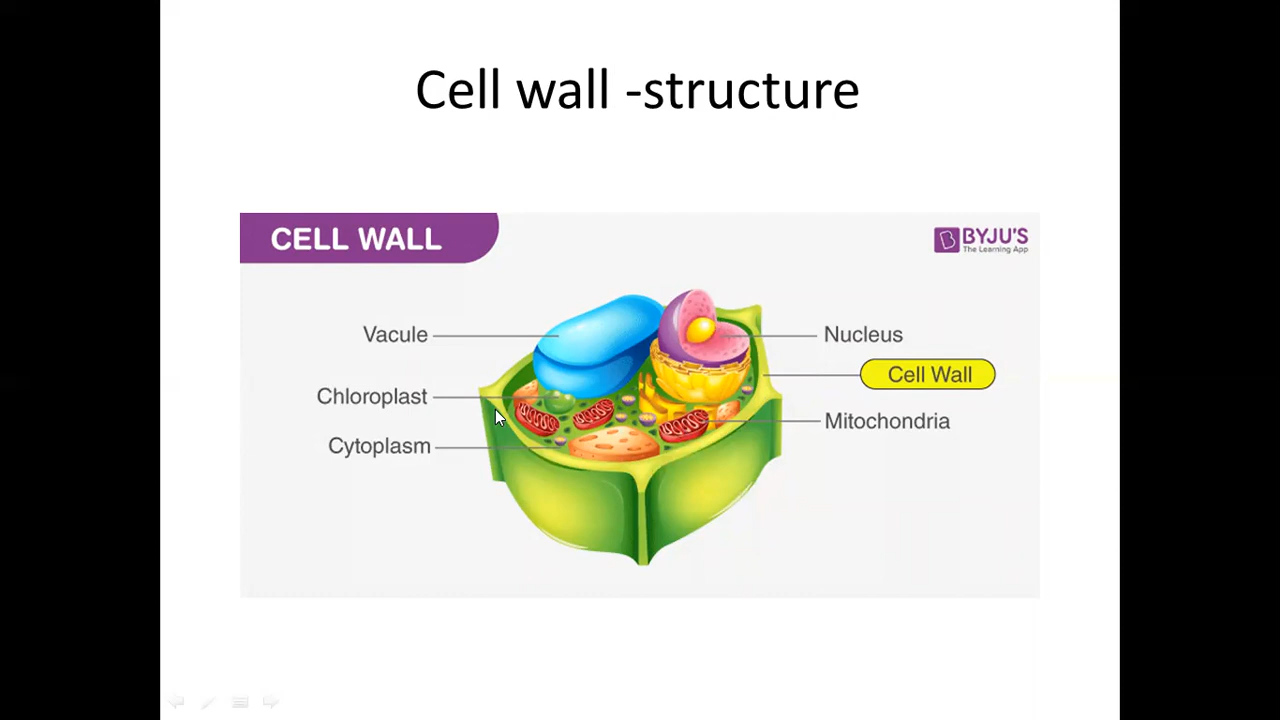 Cell wall -structure
CELL WALL
BYJU'S
The Learning App
Vacule
Nucleus
Cell Wall
Chloroplast
Mitochondria
Cytoplasm